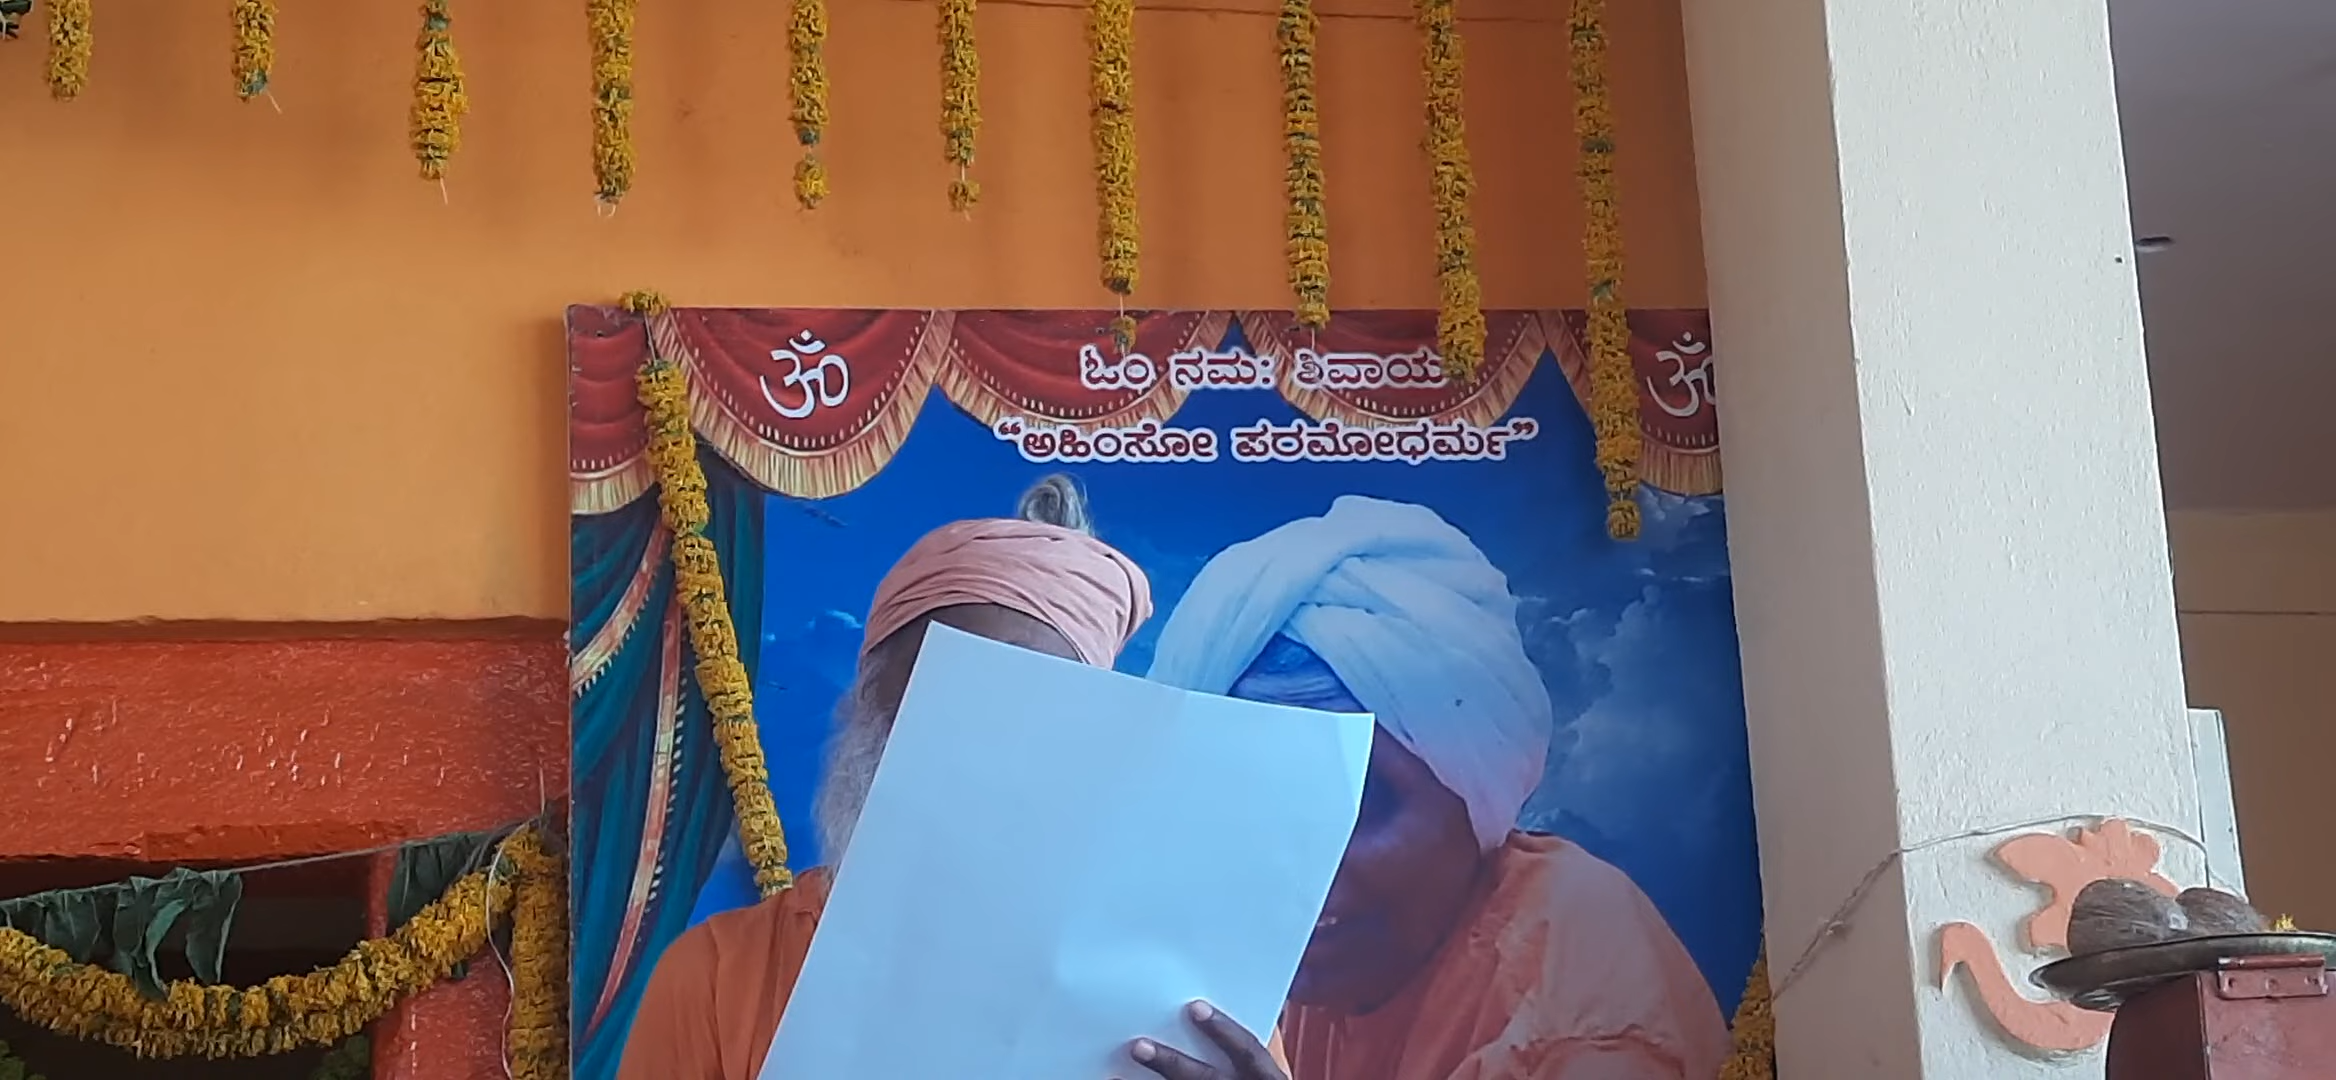 ॐ ॐ
ಓಂ ನಮಃ ಶಿವಾಯ
“ಅಹಿಂಸೋ ಪರಮೋಧರ್ಮ”